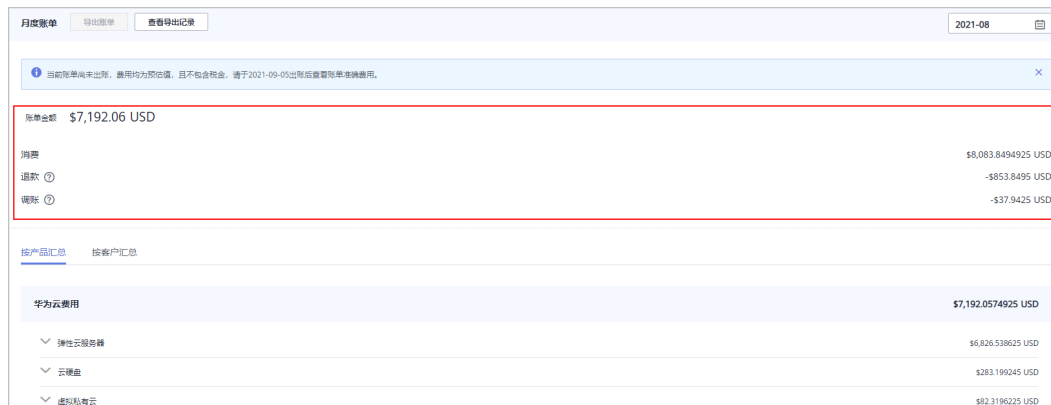 月度账单 导出账单 查看导出记录 2021-08
当前账单尚未出账，费用均为预估值，且不包含税金，请于2021-09-05出账后查看账单准确费用。
账单金额 $7,192.06 USD
消费 $8,083.8494925 USD
退款 -$853.8495 USD
调账 -$37.9425 USD
按产品汇总 按客户汇总
华为云费用 $7,192.0574925 USD
弹性云服务器 $6,826.538625 USD
云硬盘 $283.199245 USD
虚拟私有云 $82.3196225 USD